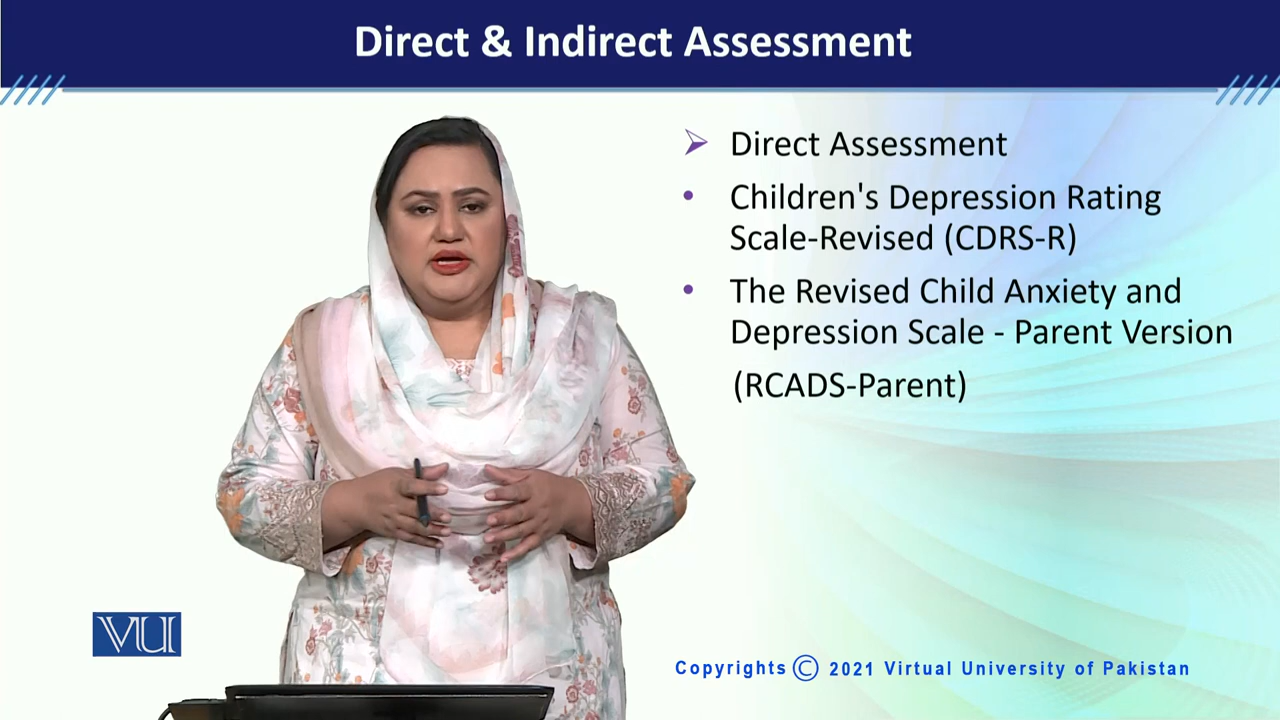 Direct & Indirect Assessment
Direct Assessment
Children's Depression Rating
Scale-Revised (CDRS-R)
The Revised Child Anxiety and
Depression Scale - Parent Version
(RCADS-Parent)
VU
Copyrights © 2021 Virtual University of Pakistan